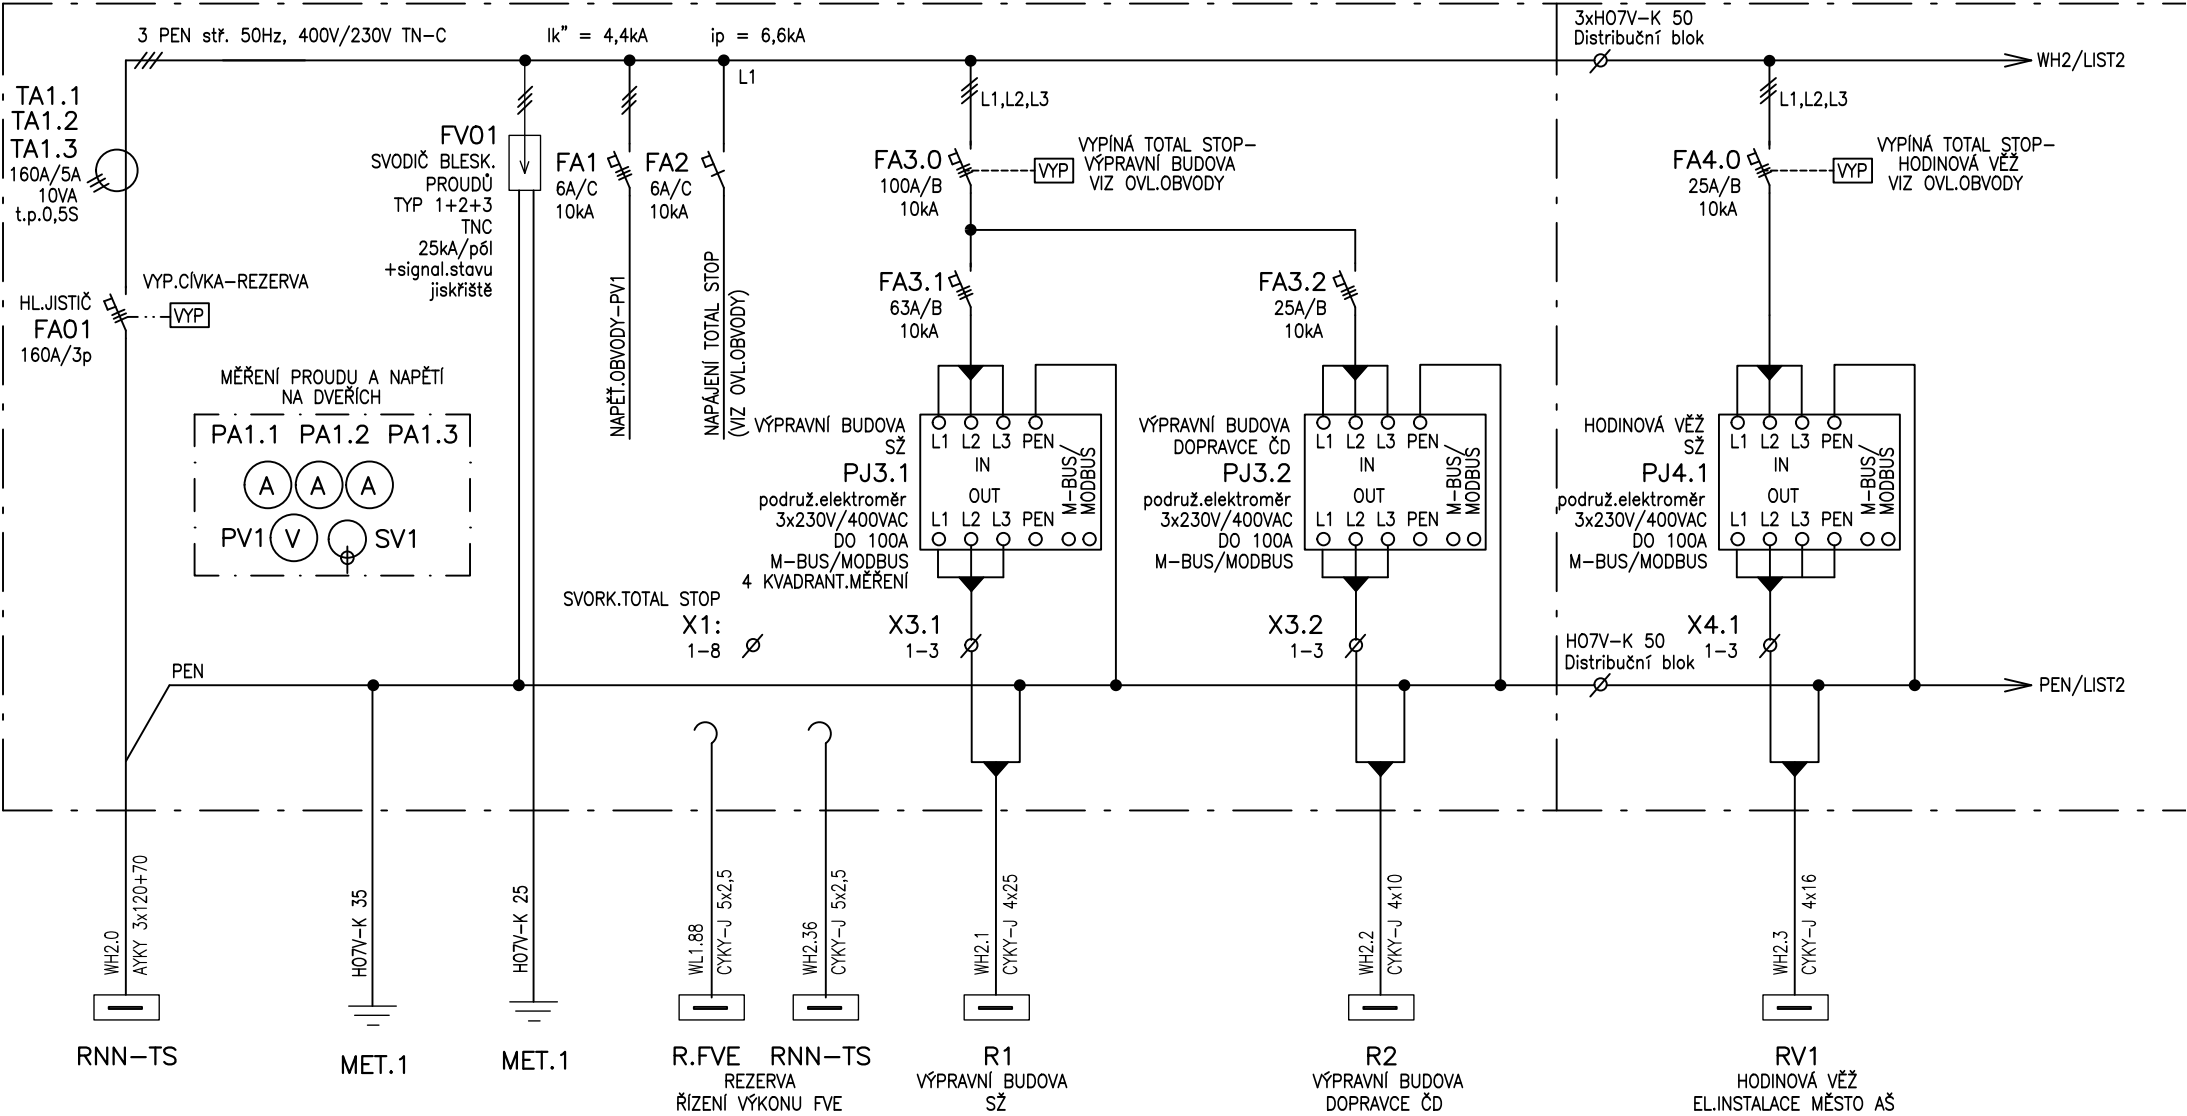 3 PEN stř. 50Hz, 400V/230V TN-C
Ik" = 4,4kA
ip = 6,6kA
L1
3xH07V-K 50
Distribuční blok
WH2/LIST2
TA1.1
TA1.2
TA1.3
160A/5A
10VA
t.p.0,5S
FV01
SVODIČ BLESK.
PROUDŮ
TYP 1+2+3
TNC
25kA/pól
+signal.stavu
jiskřiště
FA1
6A/C
10kA
FA2
6A/C
10kA
L1,L2,L3
FA3.0
100A/B
10kA
VYP
VYPÍNÁ TOTAL STOP-
VÝPRAVNÍ BUDOVA
VIZ OVL.OBVODY
L1,L2,L3
FA4.0
25A/B
10kA
VYP
VYPÍNÁ TOTAL STOP-
HODINOVÁ VĚŽ
VIZ OVL.OBVODY
VYP.CÍVKA-REZERVA
HL.JISTIČ
FA01
160A/3p
VYP
NAPĚŤ.OBVODY-PV1
NAPÁJENÍ TOTAL STOP
(VIZ OVL.OBVODY)
FA3.1
63A/B
10kA
FA3.2
25A/B
10kA
MĚŘENÍ PROUDU A NAPĚTÍ
NA DVEŘÍCH
PA1.1 PA1.2 PA1.3
A A A
PV1 V SV1
VÝPRAVNÍ BUDOVA
SŽ
PJ3.1
podruž.elektroměr
3x230V/400VAC
DO 100A
M-BUS/MODBUS
4 KVADRANT.MĚŘENÍ
L1 L2 L3 PEN
IN
OUT
L1 L2 L3 PEN
M-BUS/
MODBUS
VÝPRAVNÍ BUDOVA
DOPRAVCE ČD
PJ3.2
podruž.elektroměr
3x230V/400VAC
DO 100A
M-BUS/MODBUS
L1 L2 L3 PEN
IN
OUT
L1 L2 L3 PEN
M-BUS/
MODBUS
HODINOVÁ VĚŽ
SŽ
PJ4.1
podruž.elektroměr
3x230V/400VAC
DO 100A
M-BUS/MODBUS
L1 L2 L3 PEN
IN
OUT
L1 L2 L3 PEN
M-BUS/
MODBUS
SVORK.TOTAL STOP
X1:
1-8
X3.1
1-3
X3.2
1-3
H07V-K 50
Distribuční blok
X4.1
1-3
PEN
PEN/LIST2
WH2.0
AYKY 3x120+70
H07V-K 35
H07V-K 25
WL1.88
CYKY-J 5x2,5
WH2.36
CYKY-J 5x2,5
WH2.1
CYKY-J 4x25
WH2.2
CYKY-J 4x10
WH2.3
CYKY-J 4x16
RNN-TS
MET.1
MET.1
R.FVE RNN-TS
REZERVA
ŘÍZENÍ VÝKONU FVE
R1
VÝPRAVNÍ BUDOVA
SŽ
R2
VÝPRAVNÍ BUDOVA
DOPRAVCE ČD
RV1
HODINOVÁ VĚŽ
EL.INSTALACE MĚSTO AŠ